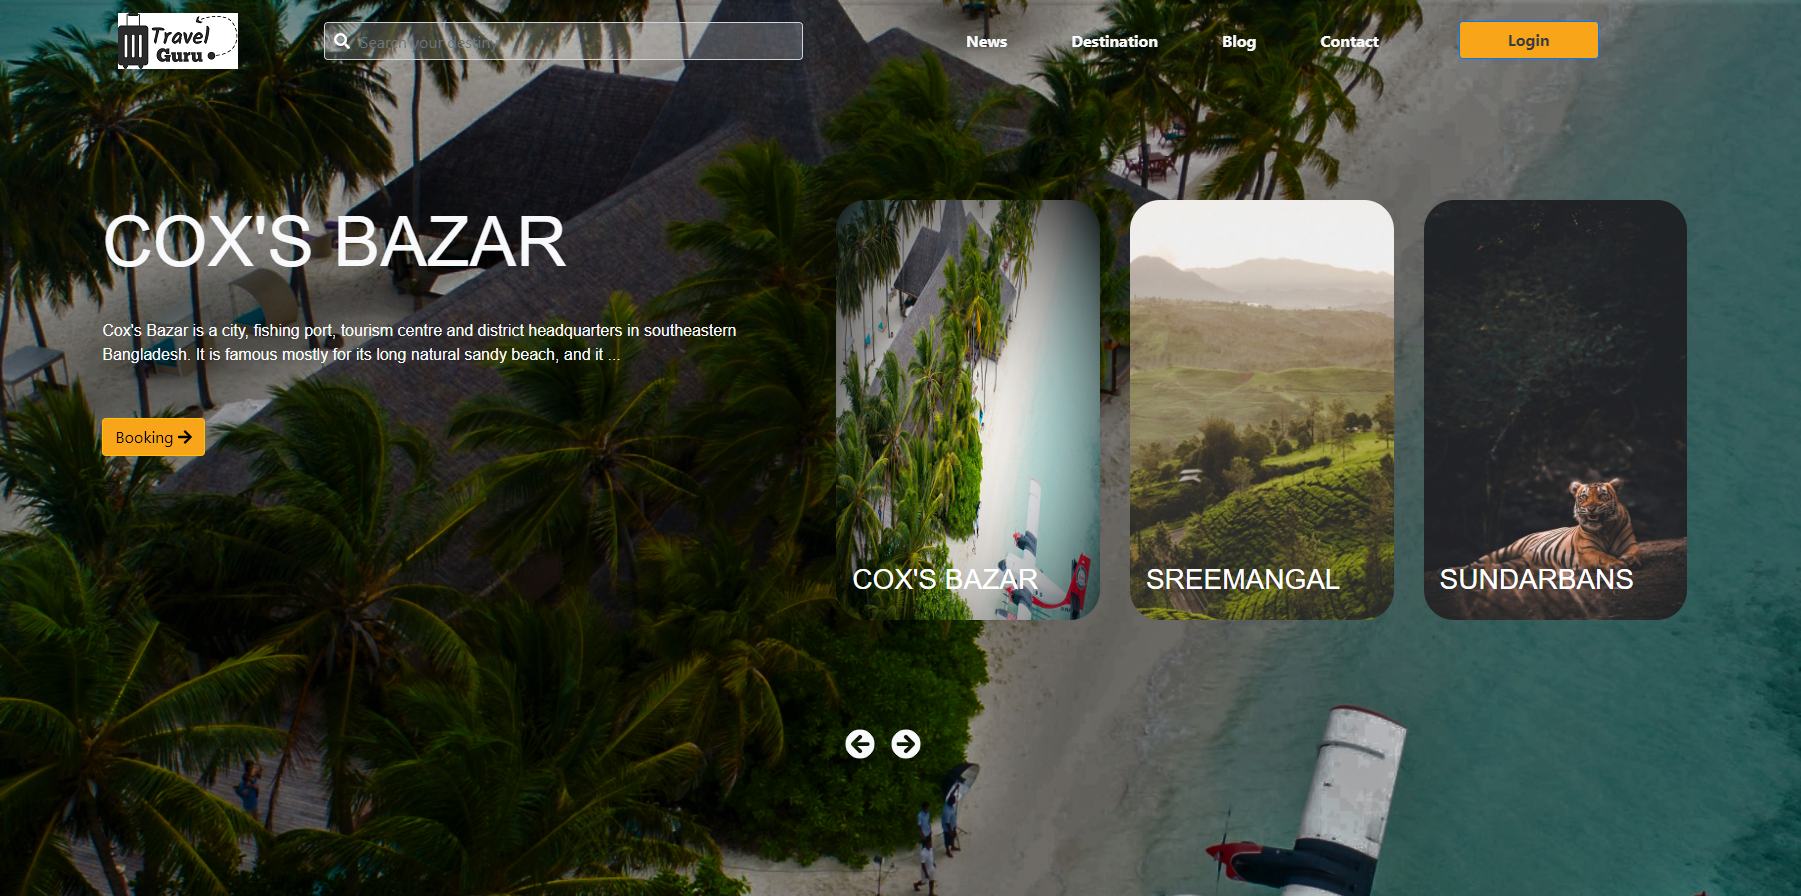 Travel
Guru
Search your destiny
News
Destination
Blog
Contact
Login
COX'S BAZAR
Cox's Bazar is a city, fishing port, tourism centre and district headquarters in southeastern
Bangladesh. It is famous mostly for its long natural sandy beach, and it ...
Booking
COX'S BAZAR
SREEMANGAL
SUNDARBANS